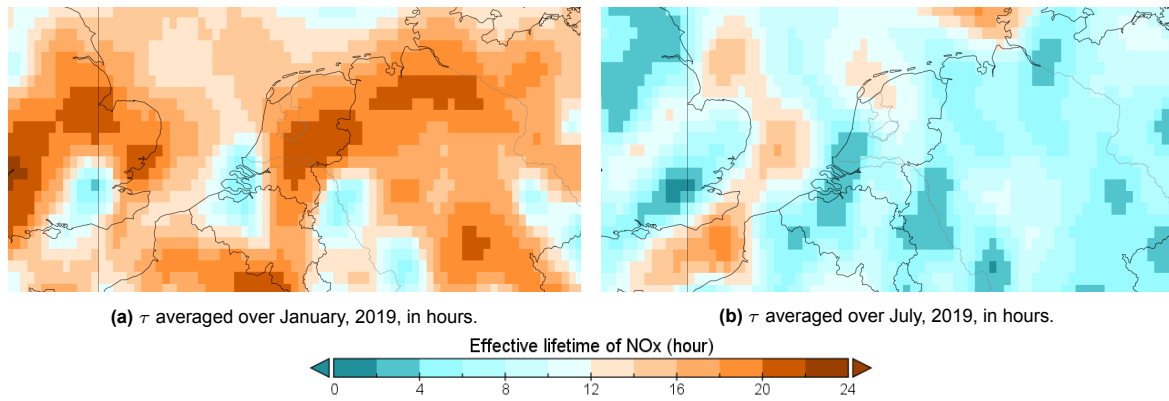 (a) τ averaged over January, 2019, in hours.
(b) τ averaged over July, 2019, in hours.
Effective lifetime of NOx (hour)
0 4 8 12 16 20 24